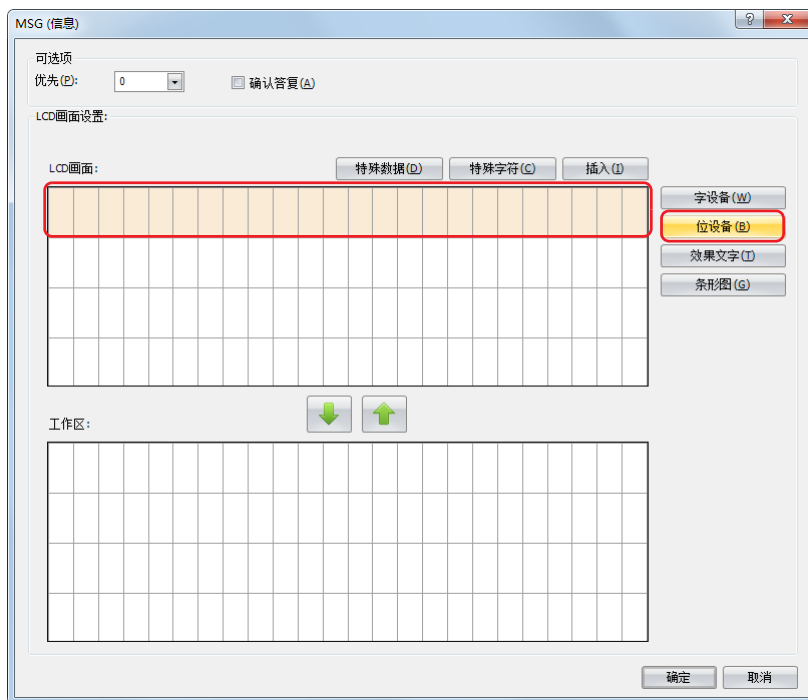 MSG (信息)
可选项
优先(P): 0 确认答复(A)
LCD画面设置:
LCD画面: 特殊数据(D) 特殊字符(C) 插入(I)
字设备(W)
位设备(B)
效果文字(T)
条形图(G)
工作区:
确定 取消